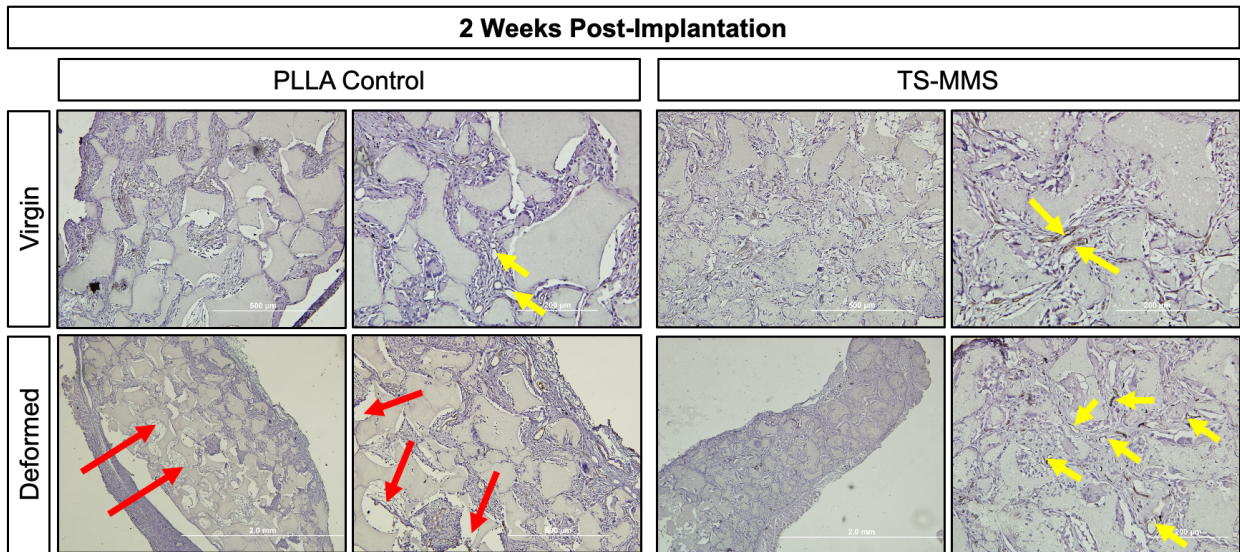 2 Weeks Post-Implantation
PLLA Control
TS-MMS
Virgin
500 µm
200 µm
500 µm
200 µm
Deformed
2.0 mm
500 µm
2.0 mm
200 µm